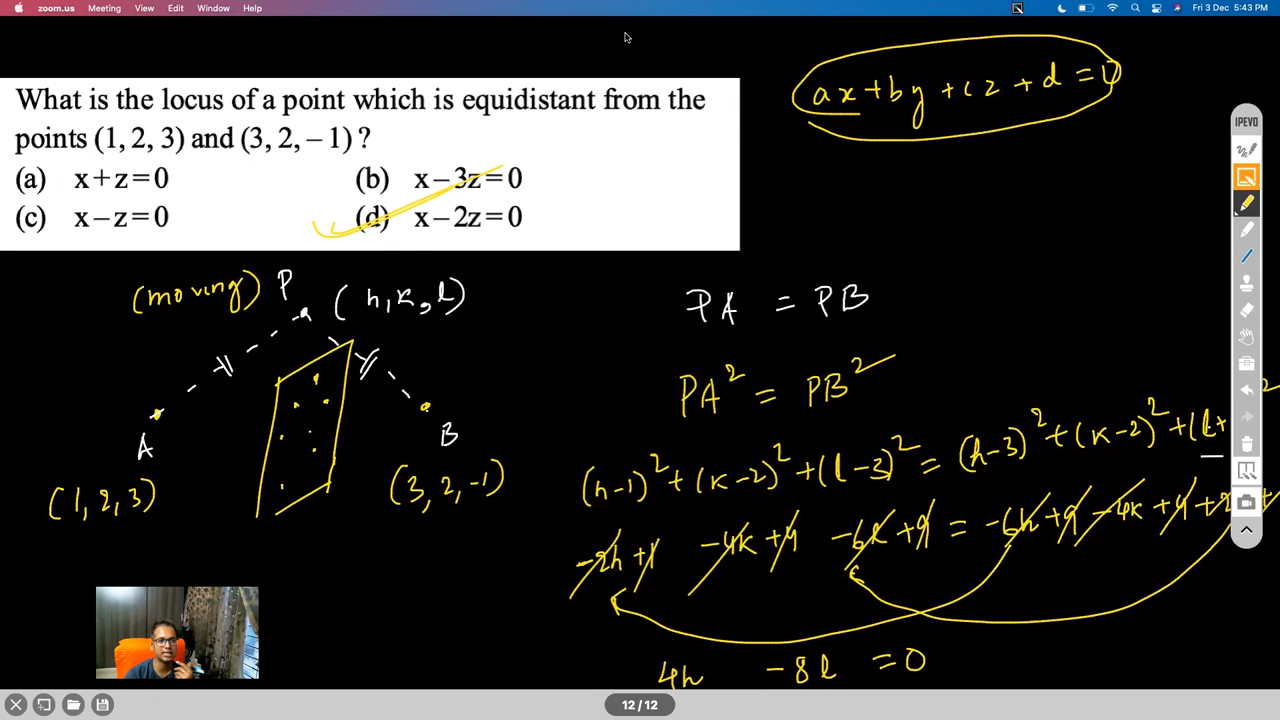 zoom.us Meeting View Edit Window Help Fri 3 Dec 5:43 PM
ax+by+cz+d=0
What is the locus of a point which is equidistant from the
points (1, 2, 3) and (3, 2, – 1) ?
(a) x+z=0 (b) x–3z=0
(c) x–z=0 (d) x–2z=0
IPEVO
(moving) P (h,k,l)
PA = PB
PA² = PB²
A B
(1,2,3) (3,2,-1)
(h-1)²+(k-2)²+(l-3)²=(h-3)²+(k-2)²+(l+ ²
-2h+1 -4k+4 -6l+9 = -6h+9-4k+4+2
4h -8l =0
12 / 12